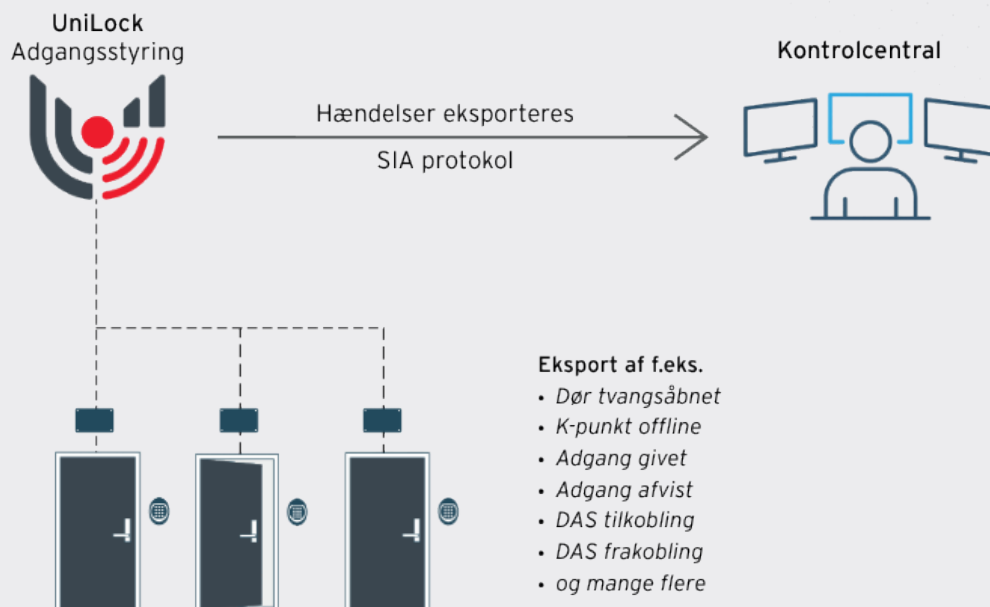 UniLock
Adgangsstyring
Hændelser eksporteres
SIA protokol
Kontrolcentral
Eksport af f.eks.
• Dør tvangsåbnet
• K-punkt offline
• Adgang givet
• Adgang afvist
• DAS tilkobling
• DAS frakobling
• og mange flere